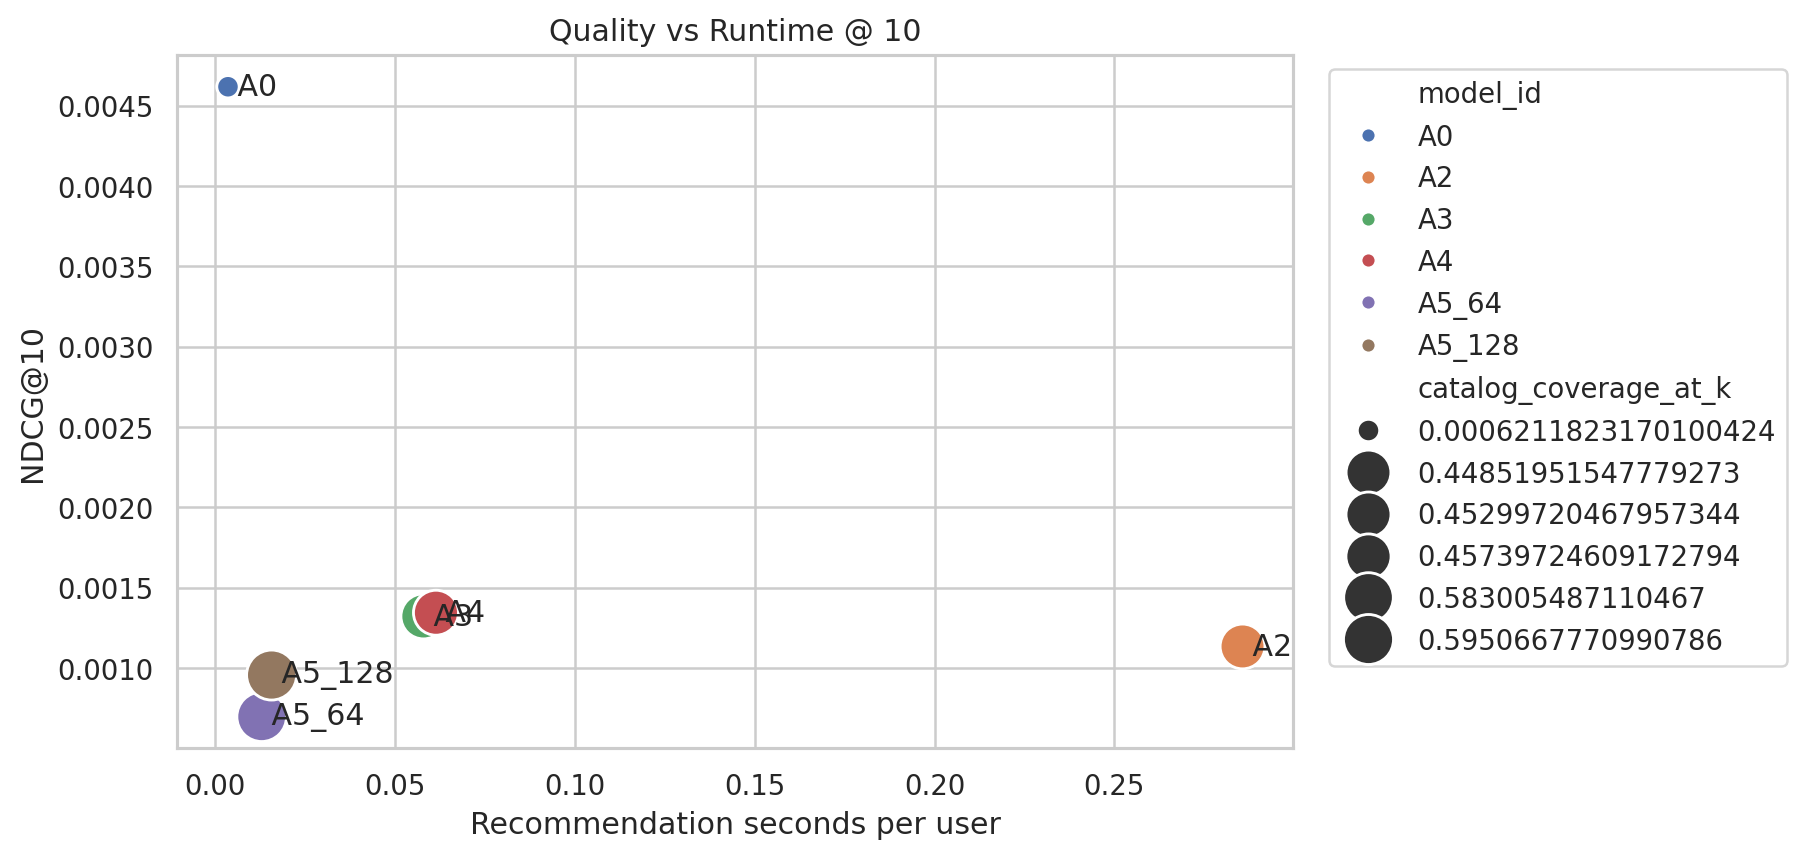 Quality vs Runtime @ 10
NDCG@10
0.0045
0.0040
0.0035
0.0030
0.0025
0.0020
0.0015
0.0010
A0
A3
A4
A2
A5_128
A5_64
0.00
0.05
0.10
0.15
0.20
0.25
Recommendation seconds per user
model_id
A0
A2
A3
A4
A5_64
A5_128
catalog_coverage_at_k
0.0006211823170100424
0.44851951547779273
0.45299720467957344
0.45739724609172794
0.583005487110467
0.5950667770990786